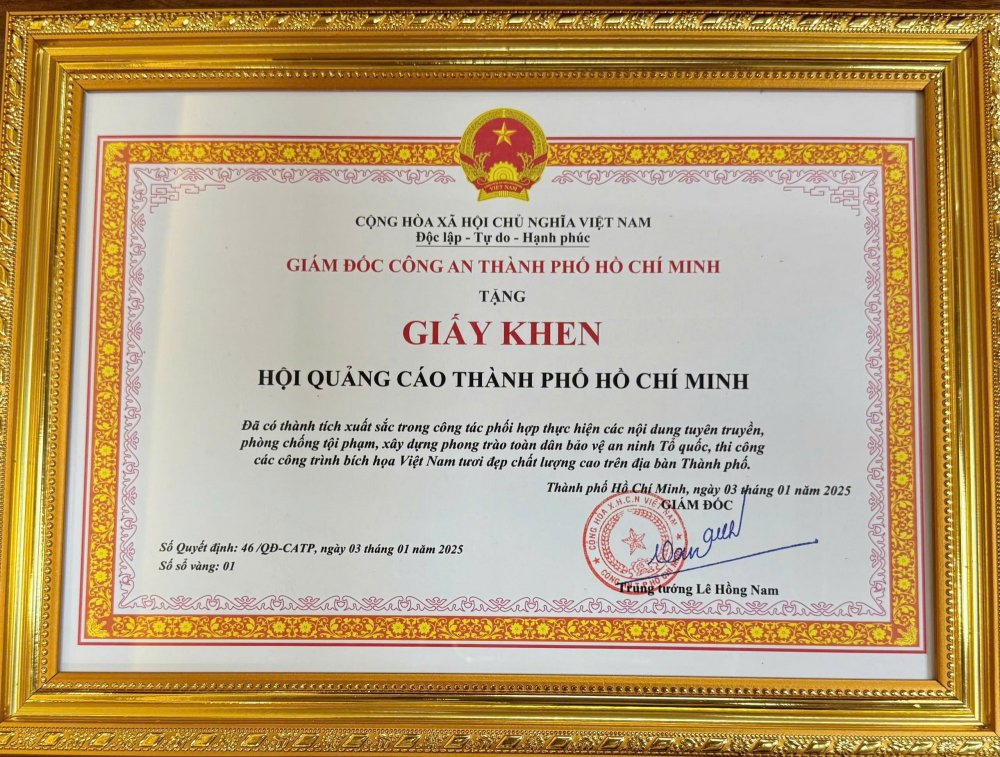 VIỆT NAM
CỘNG HÒA XÃ HỘI CHỦ NGHĨA VIỆT NAM
Độc lập - Tự do - Hạnh phúc
GIÁM ĐỐC CÔNG AN THÀNH PHỐ HỒ CHÍ MINH
TẶNG
GIẤY KHEN
HỘI QUẢNG CÁO THÀNH PHỐ HỒ CHÍ MINH
Đã có thành tích xuất sắc trong công tác phối hợp thực hiện các nội dung tuyên truyền,
phòng chống tội phạm, xây dựng phong trào toàn dân bảo vệ an ninh Tổ quốc, thi công
các công trình bích họa Việt Nam tươi đẹp chất lượng cao trên địa bàn Thành phố.
Thành phố Hồ Chí Minh, ngày 03 tháng 01 năm 2025
GIÁM ĐỐC
CỘNG HÒA X.H.C.N VIỆT NAM
Số Quyết định: 46 /QĐ-CATP, ngày 03 tháng 01 năm 2025
Số sổ vàng: 01
Trung tướng Lê Hồng Nam